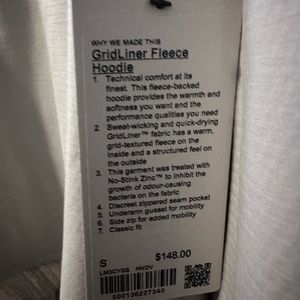 WHY WE MADE THIS
GridLiner Fleece
Hoodie
1. Technical comfort at its
finest. This fleece-backed
hoodie provides the warmth and
softness you want and the
performance qualities you need
2. Sweat-wicking and quick-drying
GridLiner™ fabric has a warm,
grid-textured fleece on the
inside and a structured feel on
the outside
3. This garment was treated with
No-Stink Zinc™ to inhibit the
growth of odour-causing
bacteria on the fabric
4. Discreet zippered seam pocket
5. Underarm gusset for mobility
6. Side zip for added mobility
7. Classic fit
S $148.00
LM3CY9S HHDV
000136227340